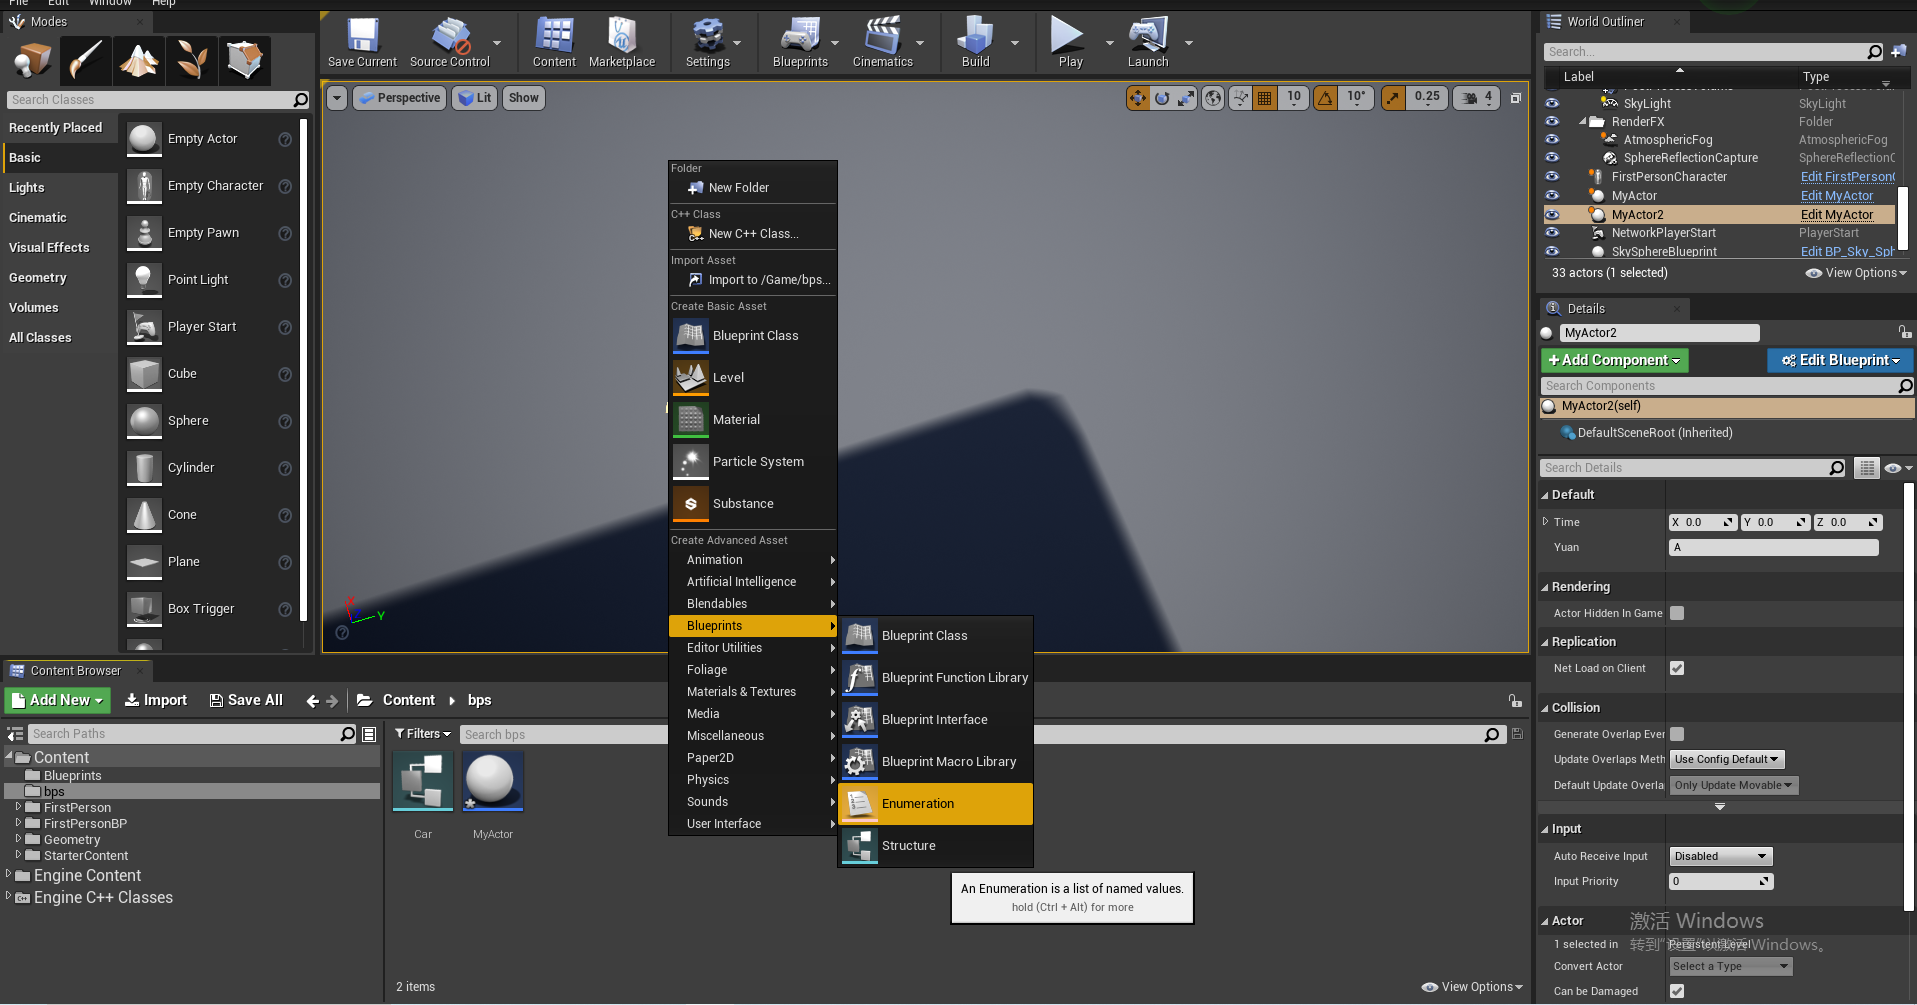 File Edit Window Help
Modes
Search Classes
Recently Placed
Basic
Lights
Cinematic
Visual Effects
Geometry
Volumes
All Classes
Empty Actor
Empty Character
Empty Pawn
Point Light
Player Start
Cube
Sphere
Cylinder
Cone
Plane
Box Trigger
Save Current
Source Control
Content
Marketplace
Settings
Blueprints
Cinematics
Build
Play
Launch
Perspective
Lit
Show
10
10°
0.25
4
X
Y
Folder
New Folder
C++ Class
New C++ Class...
Import Asset
Import to /Game/bps...
Create Basic Asset
Blueprint Class
Level
Material
Particle System
Substance
Create Advanced Asset
Animation
Artificial Intelligence
Blendables
Blueprints
Editor Utilities
Foliage
Materials & Textures
Media
Miscellaneous
Paper2D
Physics
Sounds
User Interface
Blueprint Class
Blueprint Function Library
Blueprint Interface
Blueprint Macro Library
Enumeration
Structure
An Enumeration is a list of named values.
hold (Ctrl + Alt) for more
World Outliner
Search...
Label Type
SkyLight SkyLight
RenderFX Folder
AtmosphericFog AtmosphericFog
SphereReflectionCapture SphereReflectionC
FirstPersonCharacter Edit FirstPerson
MyActor Edit MyActor
MyActor2 Edit MyActor
NetworkPlayerStart PlayerStart
SkySphereBlueprint Edit BP_Sky_Sph
33 actors (1 selected) View Options
Details
MyActor2
+ Add Component
Edit Blueprint
Search Components
MyActor2(self)
DefaultSceneRoot (Inherited)
Search Details
Default
Time X 0.0 Y 0.0 Z 0.0
Yuan A
Rendering
Actor Hidden In Game
Replication
Net Load on Client
Collision
Generate Overlap Ever
Update Overlaps Meth Use Config Default
Default Update Overla Only Update Movable
Input
Auto Receive Input Disabled
Input Priority 0
Actor
1 selected in Persistent Level
Convert Actor Select a Type
Can be Damaged
激活 Windows
转到"设置"以激活 Windows。
Content Browser
Add New
Import
Save All
Content
bps
Search Paths
Content
Blueprints
bps
FirstPerson
FirstPersonBP
Geometry
StarterContent
Engine Content
Engine C++ Classes
Filters
Search bps
Car
MyActor
2 items
View Options